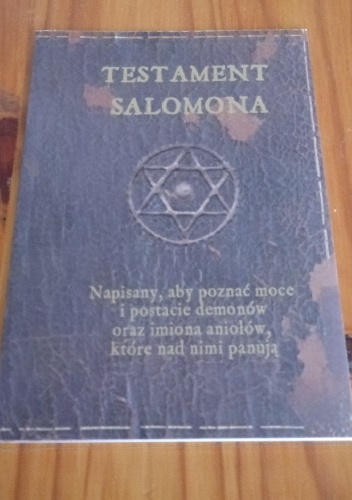 TESTAMENT
SALOMONA
Napisany, aby poznać moce
i postacie demonów
oraz imiona aniołów,
które nad nimi panują